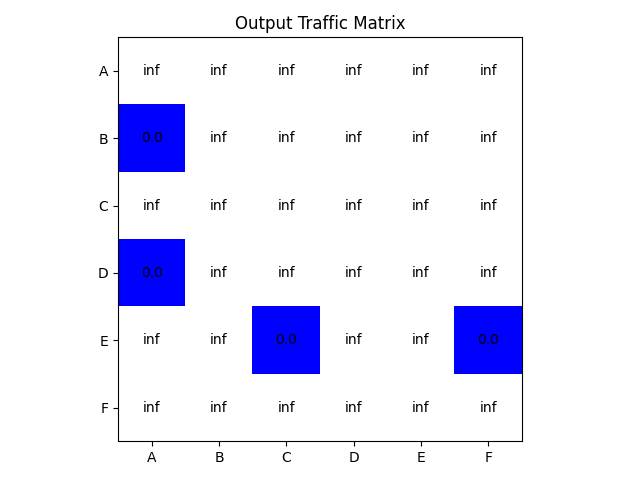 Output Traffic Matrix
A inf inf inf inf inf inf
B 0.0 inf inf inf inf inf
C inf inf inf inf inf inf
D 0.0 inf inf inf inf inf
E inf inf 0.0 inf inf 0.0
F inf inf inf inf inf inf
A B C D E F